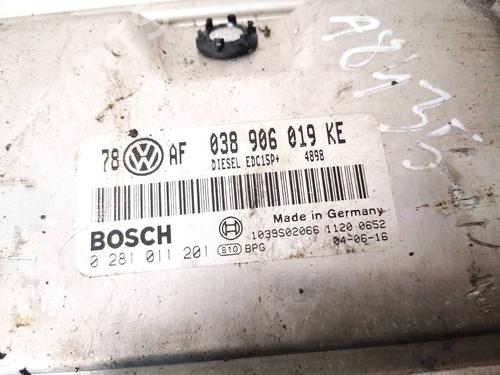 78 AF 038 906 019 KE
DIESEL EDC15P+ 4898
BOSCH
Made in Germany
1039S02066 1120 0652
0 281 011 201 810 BPG 04-06-16